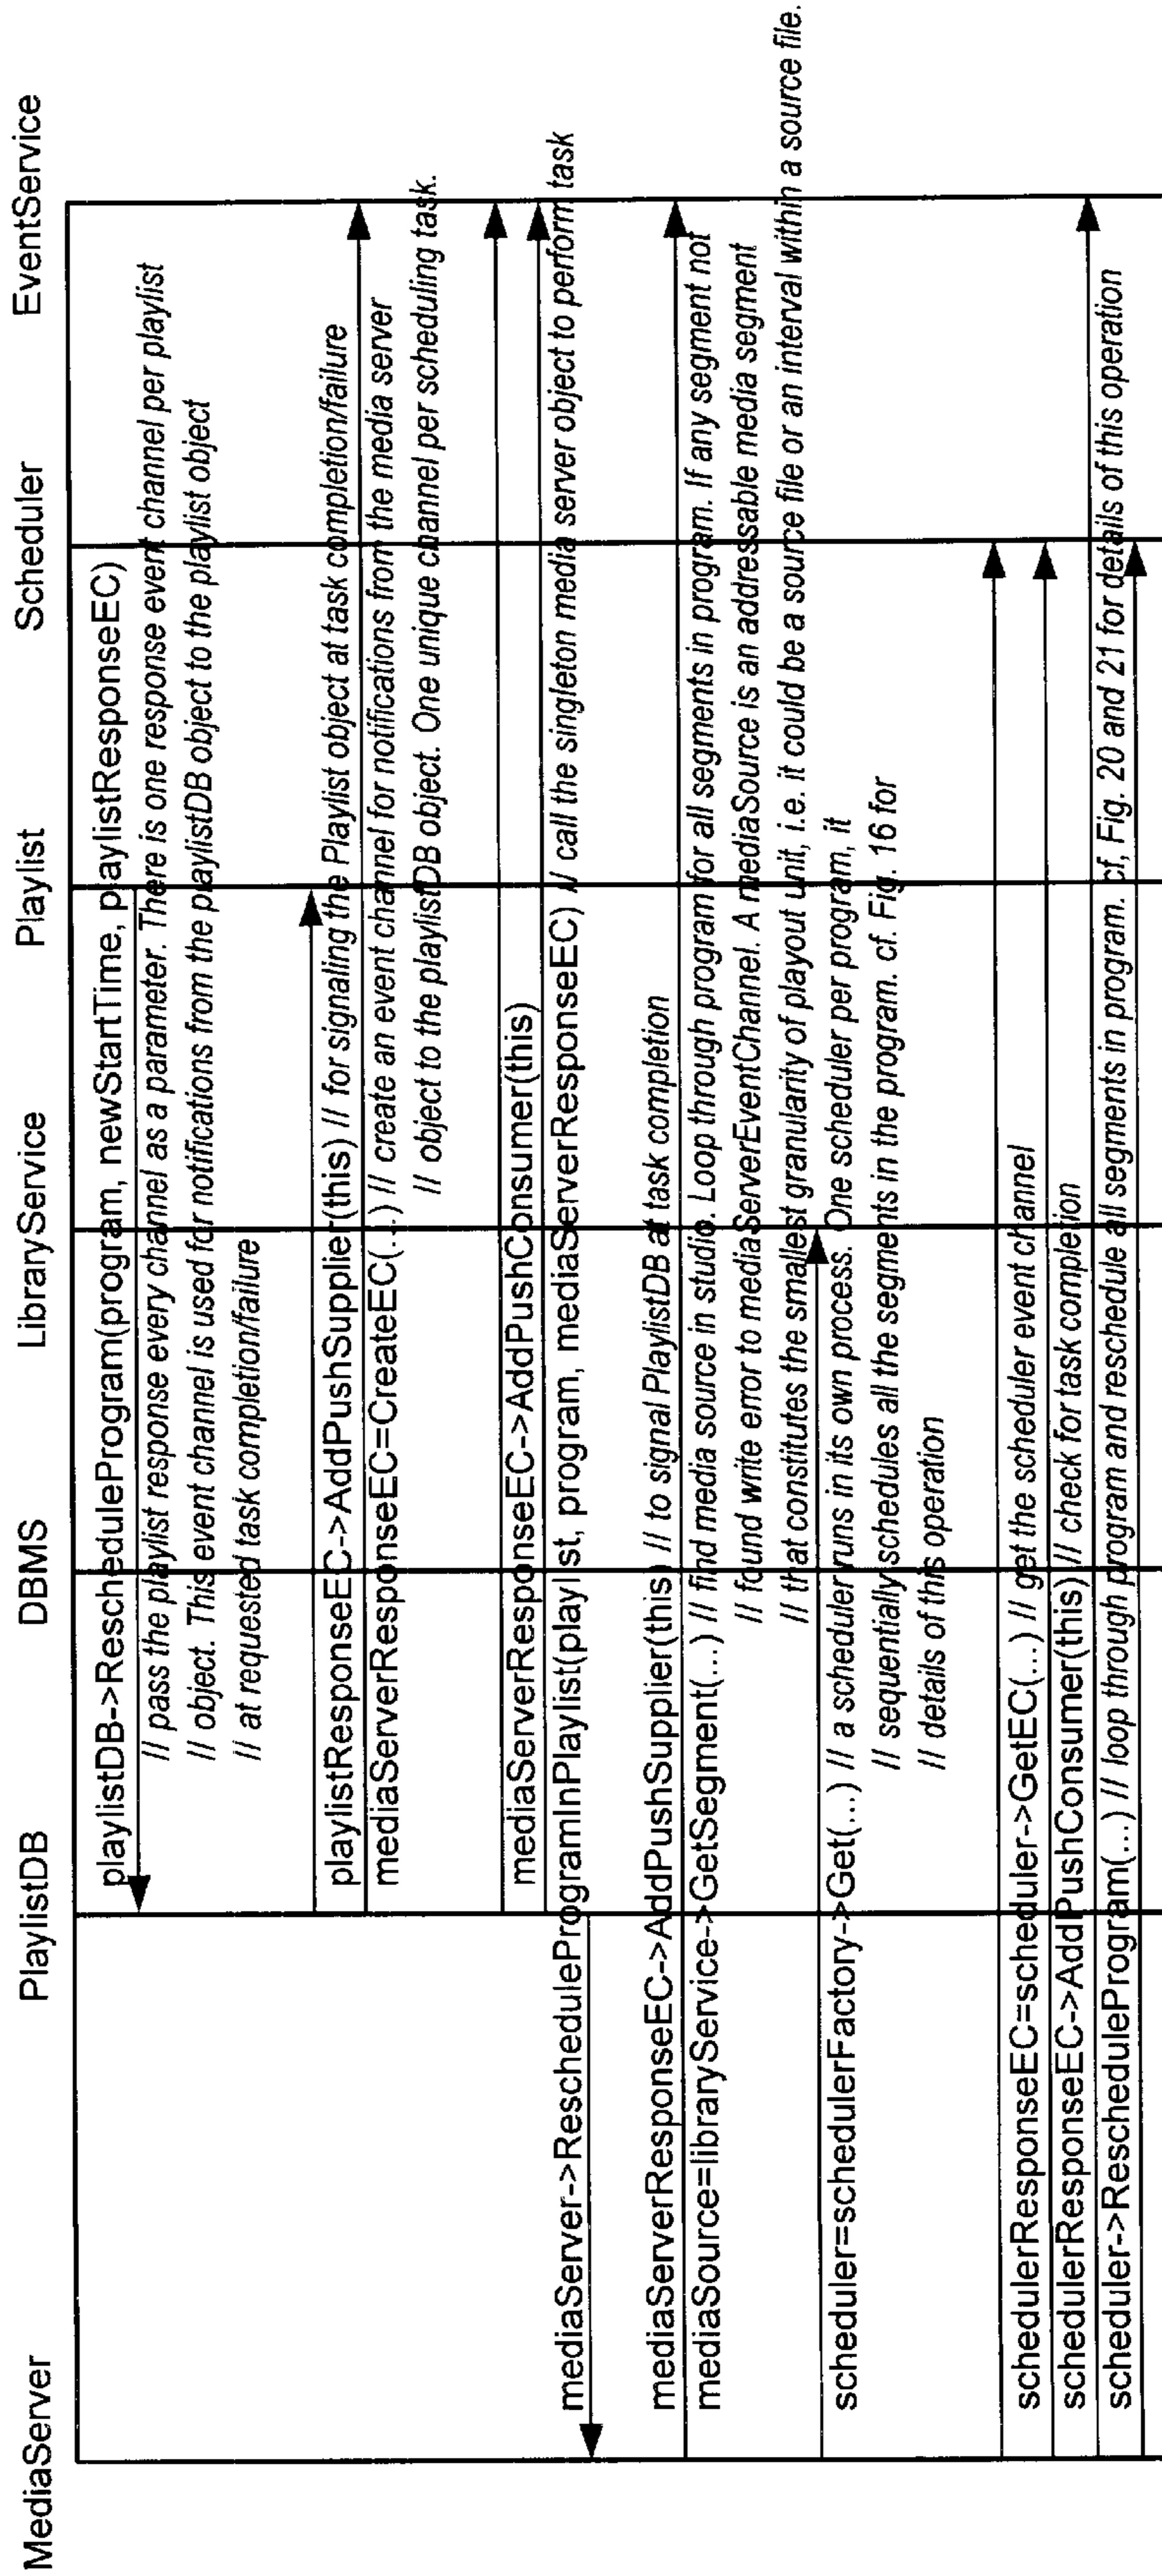 MediaServer PlaylistDB DBMS LibraryService Playlist Scheduler EventService
playlistDB->RescheduleProgram(program, newStartTime, playlistResponseEC)
// pass the playlist response every channel as a parameter. There is one response event channel per playlist
// object. This event channel is used for notifications from the playlistDB object to the playlist object
// at requested task completion/failure
playlistResponseEC->AddPushSupplier(this) // for signaling the Playlist object at task completion/failure
mediaServerResponseEC=CreateEC(...) // create an event channel for notifications from the media server
// object to the playlistDB object. One unique channel per scheduling task.
mediaServerResponseEC->AddPushConsumer(this)
mediaServer->RescheduleProgramInPlaylist(playlist, program, mediaServerResponseEC) // call the singleton media server object to perform task
mediaServerResponseEC->AddPushSupplier(this) // to signal PlaylistDB at task completion
mediaSource=libraryService->GetSegment(...) // find media source in studio. Loop through program for all segments in program. If any segment not
// found write error to mediaServerEventChannel. A mediaSource is an addressable media segment
// that constitutes the smallest granularity of playout unit, i.e. it could be a source file or an interval within a source file.
scheduler=schedulerFactory->Get(...) // a scheduler runs in its own process. One scheduler per program, it
// sequentially schedules all the segments in the program. cf. Fig. 16 for
// details of this operation
schedulerResponseEC=scheduler->GetEC(...) // get the scheduler event channel
schedulerResponseEC->AddPushConsumer(this) // check for task completion
scheduler->RescheduleProgram(...) // loop through program and reschedule all segments in program. cf, Fig. 20 and 21 for details of this operation